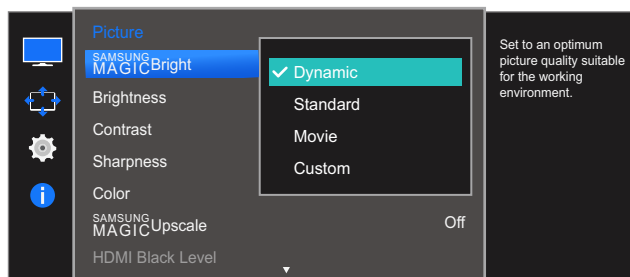 Picture
SAMSUNG
MAGICBright
Brightness
Contrast
Sharpness
Color
SAMSUNG
MAGICUpscale
Off
HDMI Black Level
Dynamic
Standard
Movie
Custom
Set to an optimum
picture quality suitable
for the working
environment.